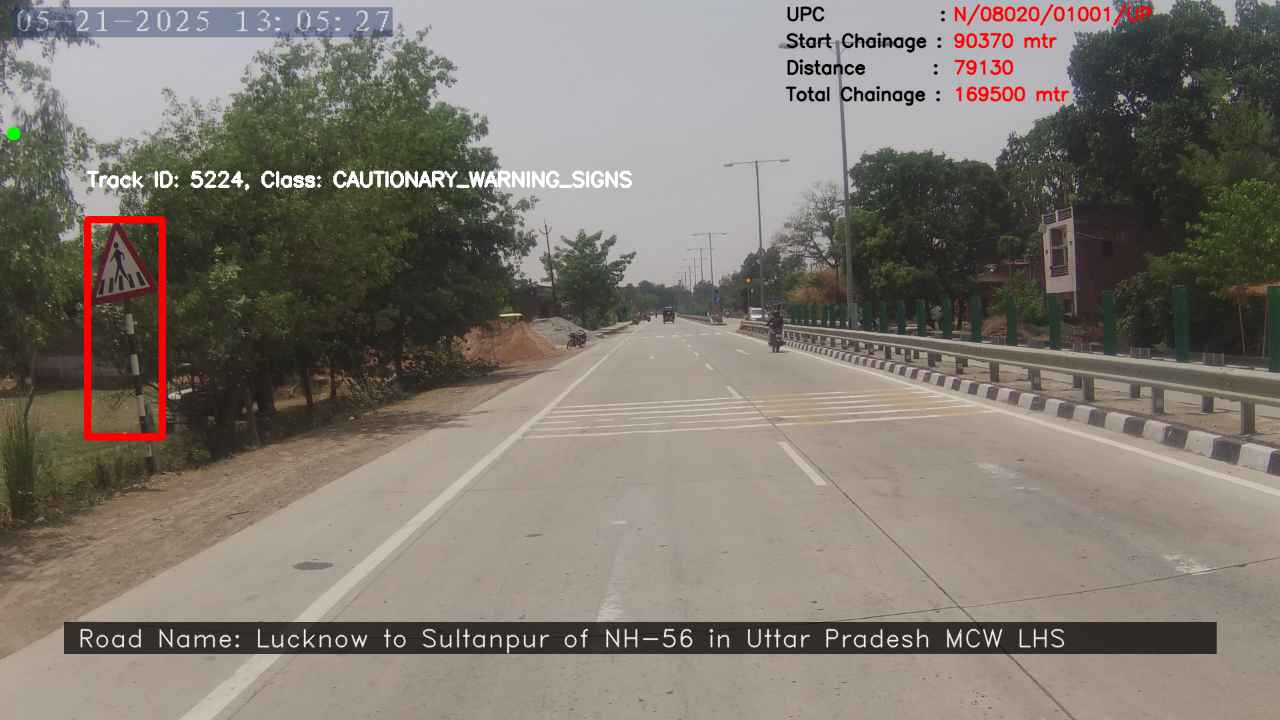 05-21-2025 13:05:27
UPC : N/08020/01001/UP
Start Chainage : 90370 mtr
Distance : 79130
Total Chainage : 169500 mtr
Track ID: 5224, Class: CAUTIONARY_WARNING_SIGNS
Road Name: Lucknow to Sultanpur of NH-56 in Uttar Pradesh MCW LHS